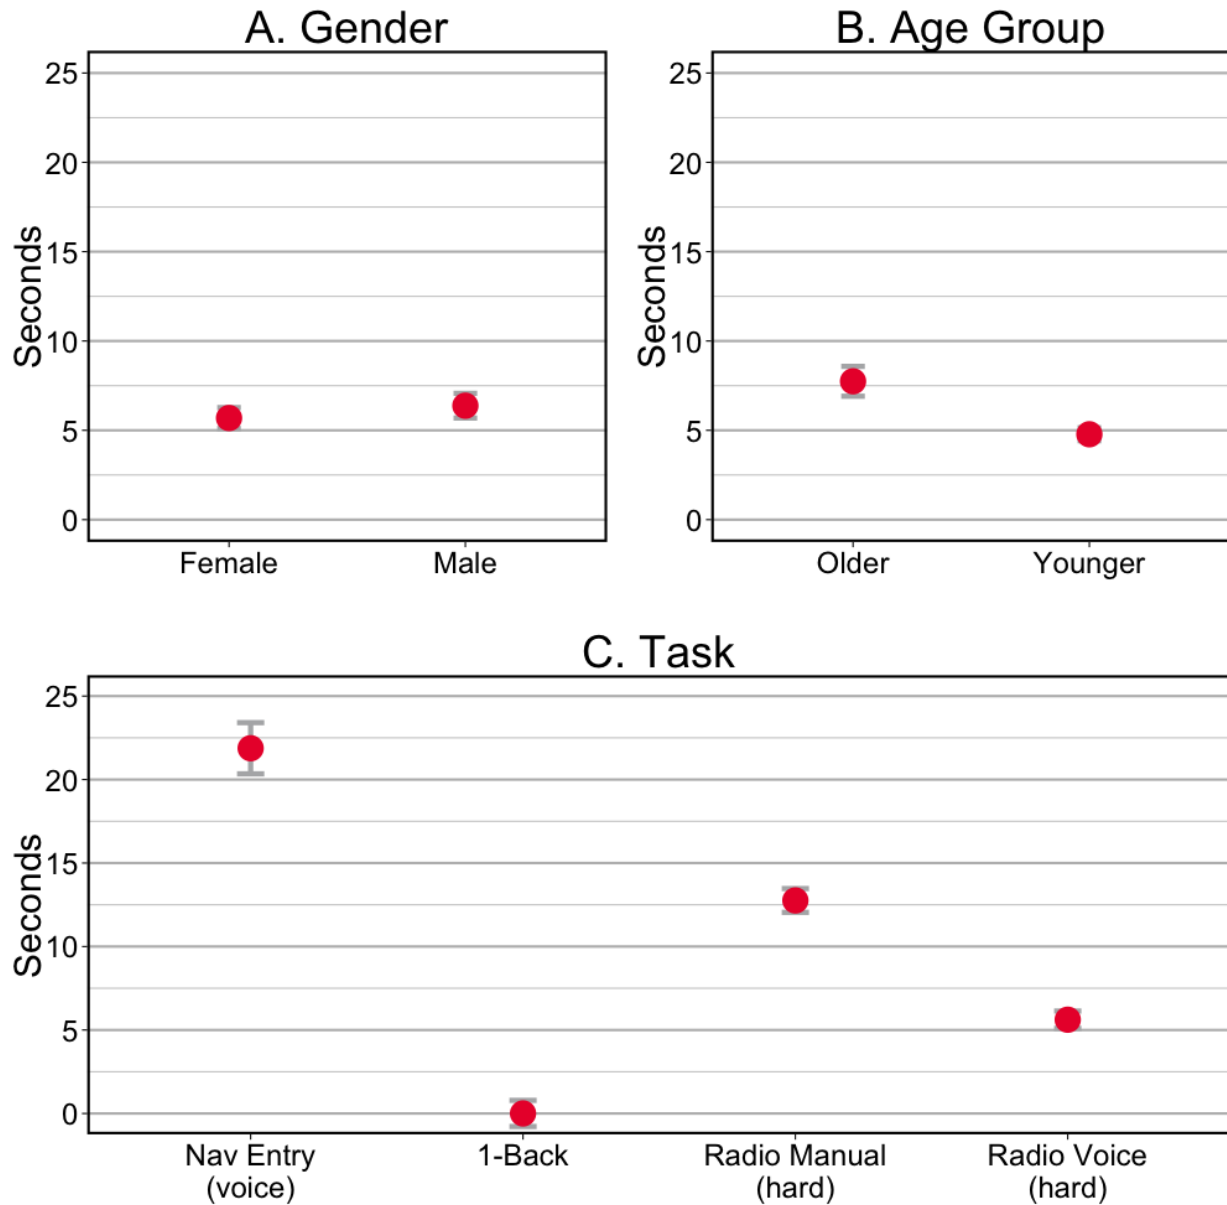 A. Gender
B. Age Group
25
20
15
10
5
0
Seconds
Female
Male
25
20
15
10
5
0
Seconds
Older
Younger
C. Task
25
20
15
10
5
0
Seconds
Nav Entry
(voice)
1-Back
Radio Manual
(hard)
Radio Voice
(hard)